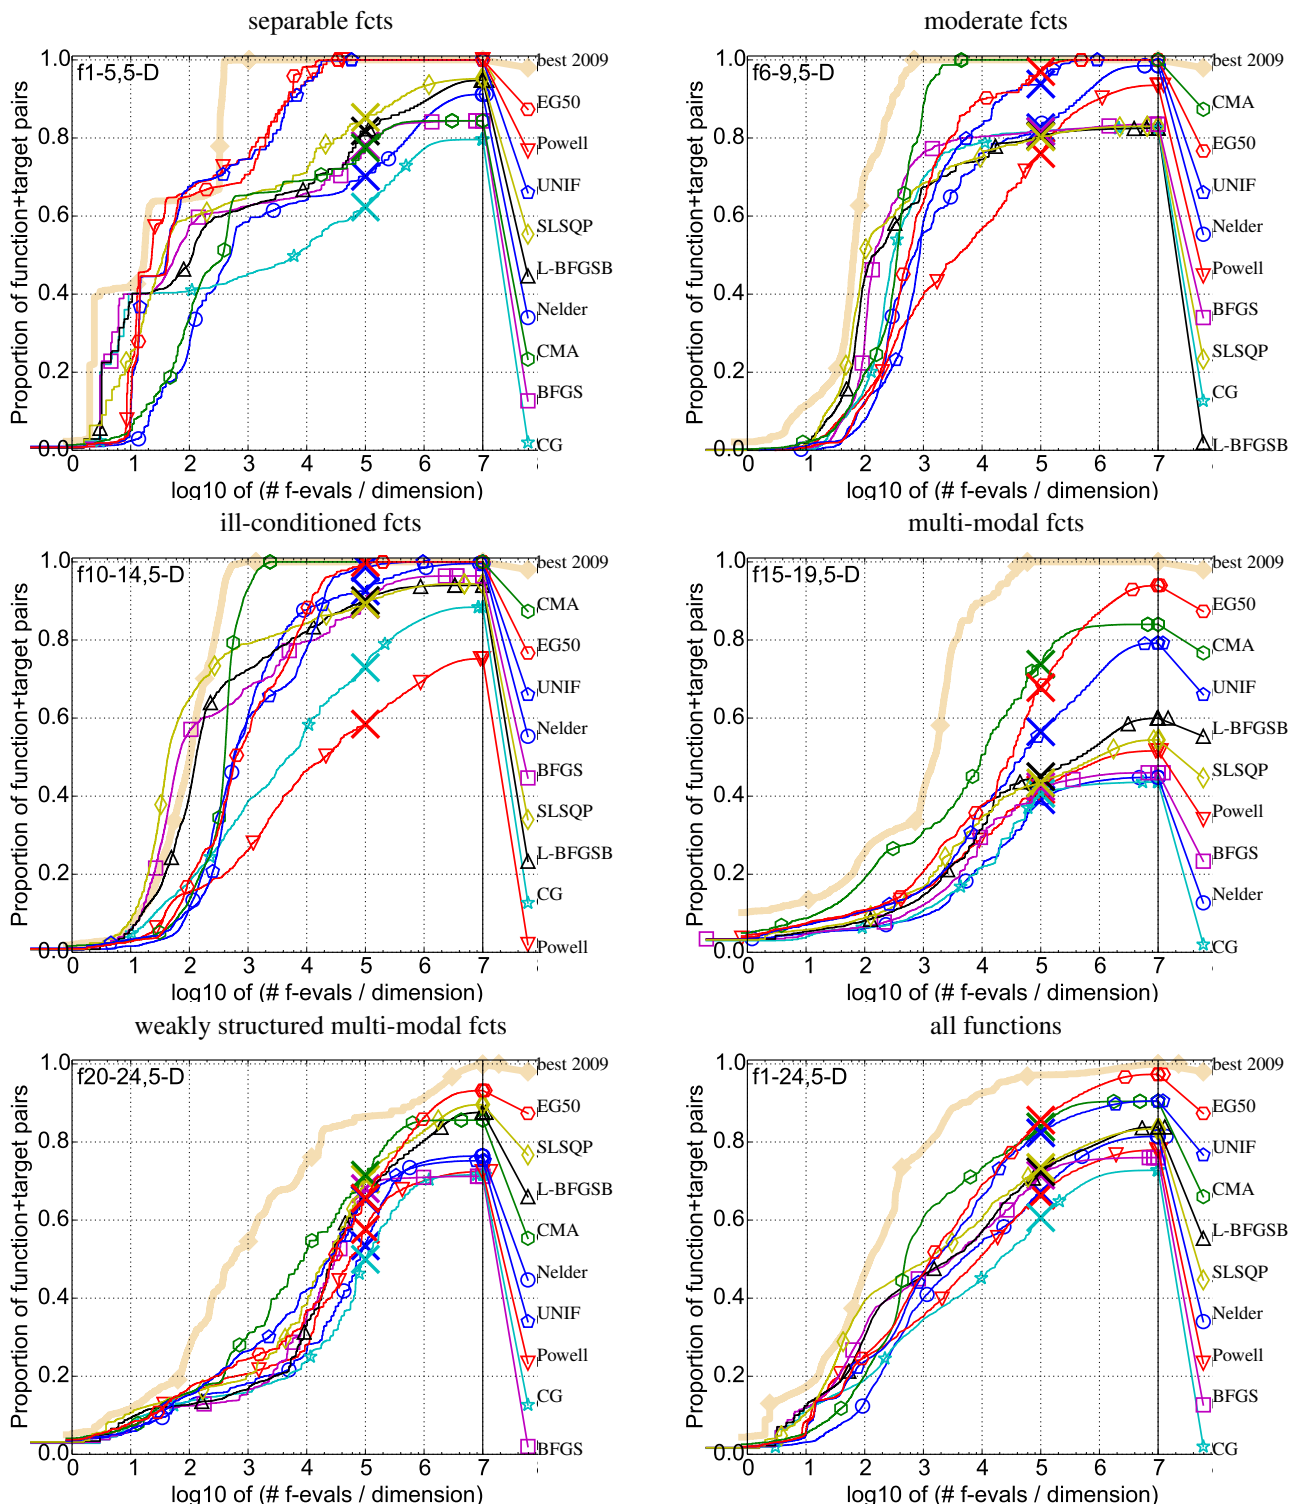 separable fcts
moderate fcts
Proportion of function+target pairs
1.0
0.8
0.6
0.4
0.2
0.0
f1-5,5-D
0 1 2 3 4 5 6 7
log10 of (# f-evals / dimension)
best 2009
EG50
Powell
UNIF
SLSQP
L-BFGSB
Nelder
CMA
BFGS
CG
Proportion of function+target pairs
1.0
0.8
0.6
0.4
0.2
0.0
f6-9,5-D
0 1 2 3 4 5 6 7
log10 of (# f-evals / dimension)
best 2009
CMA
EG50
UNIF
Nelder
Powell
BFGS
SLSQP
CG
L-BFGSB
ill-conditioned fcts
multi-modal fcts
Proportion of function+target pairs
1.0
0.8
0.6
0.4
0.2
0.0
f10-14,5-D
0 1 2 3 4 5 6 7
log10 of (# f-evals / dimension)
best 2009
CMA
EG50
UNIF
Nelder
BFGS
SLSQP
L-BFGSB
CG
Powell
Proportion of function+target pairs
1.0
0.8
0.6
0.4
0.2
0.0
f15-19,5-D
0 1 2 3 4 5 6 7
log10 of (# f-evals / dimension)
best 2009
EG50
CMA
UNIF
L-BFGSB
SLSQP
Powell
BFGS
Nelder
CG
weakly structured multi-modal fcts
all functions
Proportion of function+target pairs
1.0
0.8
0.6
0.4
0.2
0.0
f20-24,5-D
0 1 2 3 4 5 6 7
log10 of (# f-evals / dimension)
best 2009
EG50
SLSQP
L-BFGSB
CMA
Nelder
UNIF
Powell
CG
BFGS
Proportion of function+target pairs
1.0
0.8
0.6
0.4
0.2
0.0
f1-24,5-D
0 1 2 3 4 5 6 7
log10 of (# f-evals / dimension)
best 2009
EG50
UNIF
CMA
L-BFGSB
SLSQP
Nelder
Powell
BFGS
CG